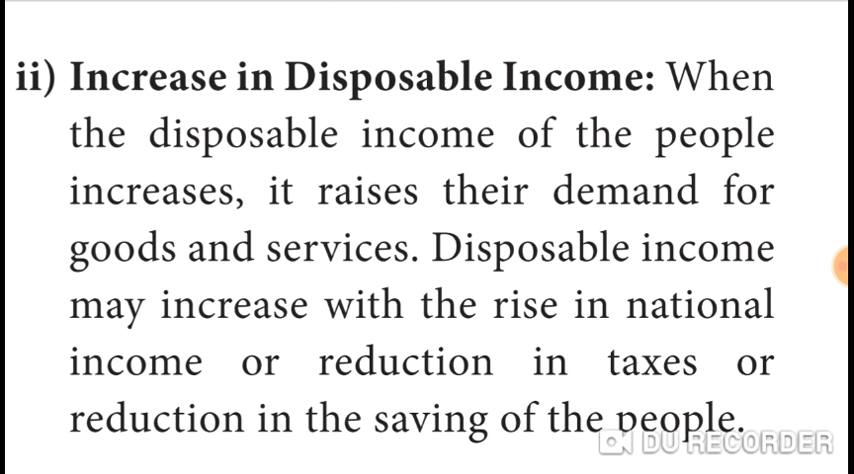 ii) Increase in Disposable Income: When
the disposable income of the people
increases, it raises their demand for
goods and services. Disposable income
may increase with the rise in national
income or reduction in taxes or
reduction in the saving of the people.
DU RECORDER